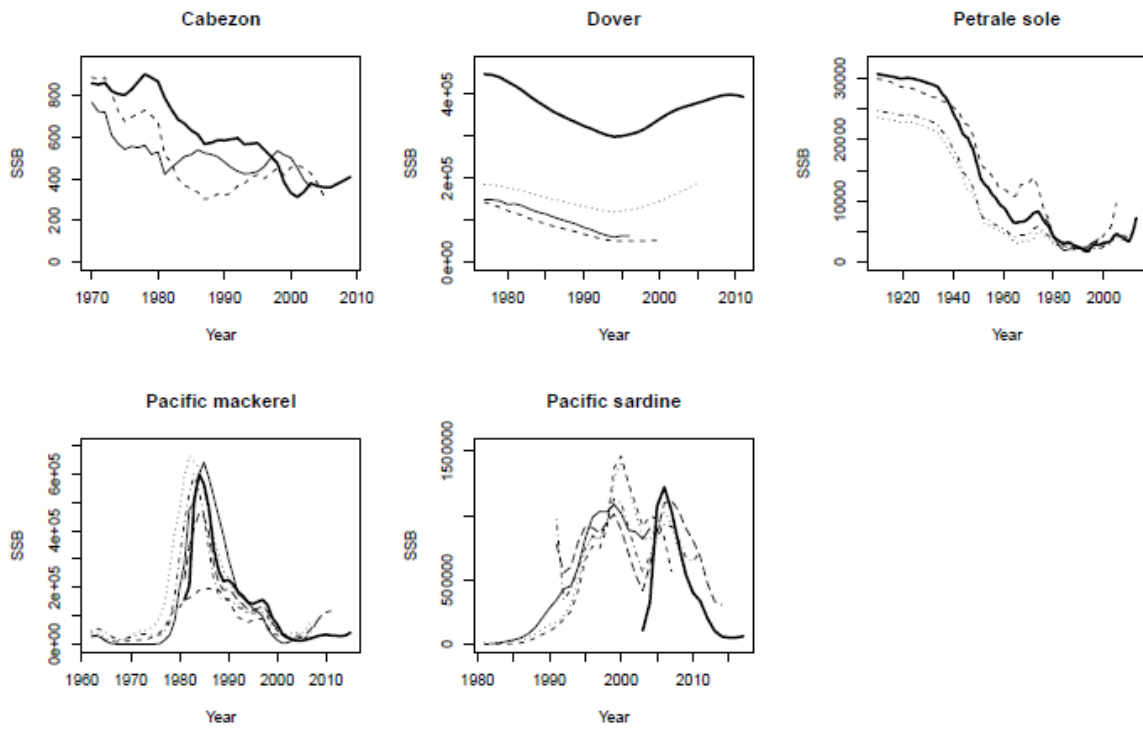 Cabezon
SSB
0 200 400 600 800
1970 1980 1990 2000 2010
Year
Dover
SSB
0e+00 2e+05 4e+05
1980 1990 2000 2010
Year
Petrale sole
SSB
0 10000 20000 30000
1920 1940 1960 1980 2000
Year
Pacific mackerel
SSB
0e+00 2e+05 4e+05 6e+05
1960 1970 1980 1990 2000 2010
Year
Pacific sardine
SSB
0 500000 1500000
1980 1990 2000 2010
Year